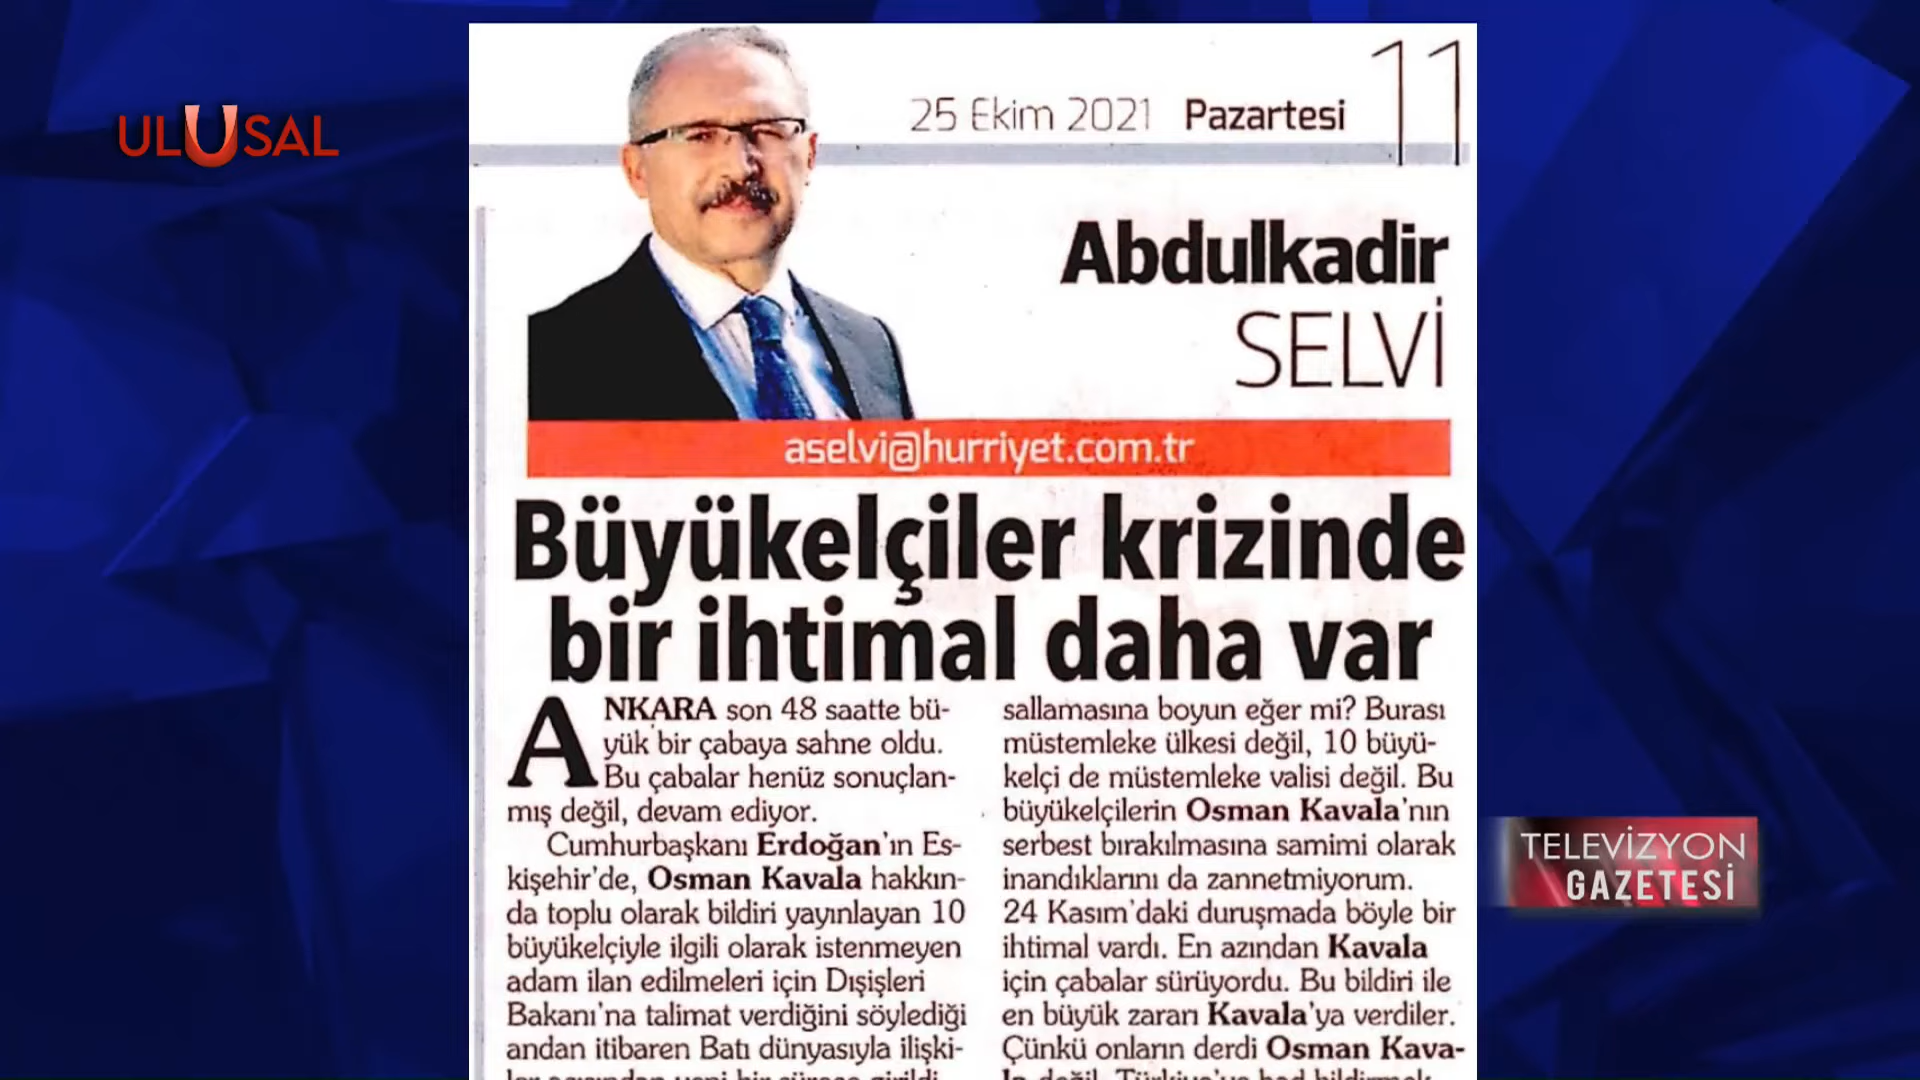 ULUSAL
25 Ekim 2021 Pazartesi 11
Abdulkadir
SELVİ
aselvi@hurriyet.com.tr
Büyükelçiler krizinde
bir ihtimal daha var
ANKARA son 48 saatte bü-
yük bir çabaya sahne oldu.
Bu çabalar henüz sonuçlan-
mış değil, devam ediyor.
Cumhurbaşkanı Erdoğan'ın Es-
kişehir'de, Osman Kavala hakkın-
da toplu olarak bildiri yayınlayan 10
büyükelçiyle ilgili olarak istenmeyen
adam ilan edilmeleri için Dışişleri
Bakanı'na talimat verdiğini söylediği
andan itibaren Batı dünyasıyla ilişki-
sallamasına boyun eğer mi? Burası
müstemleke ülkesi değil, 10 büyü-
kelçi de müstemleke valisi değil. Bu
büyükelçilerin Osman Kavala'nın
serbest bırakılmasına samimi olarak
inandıklarını da zannetmiyorum.
24 Kasım'daki duruşmada böyle bir
ihtimal vardı. En azından Kavala
için çabalar sürüyordu. Bu bildiri ile
en büyük zararı Kavala'ya verdiler.
Çünkü onların derdi Osman Kava-
TELEVİZYON
GAZETESİ